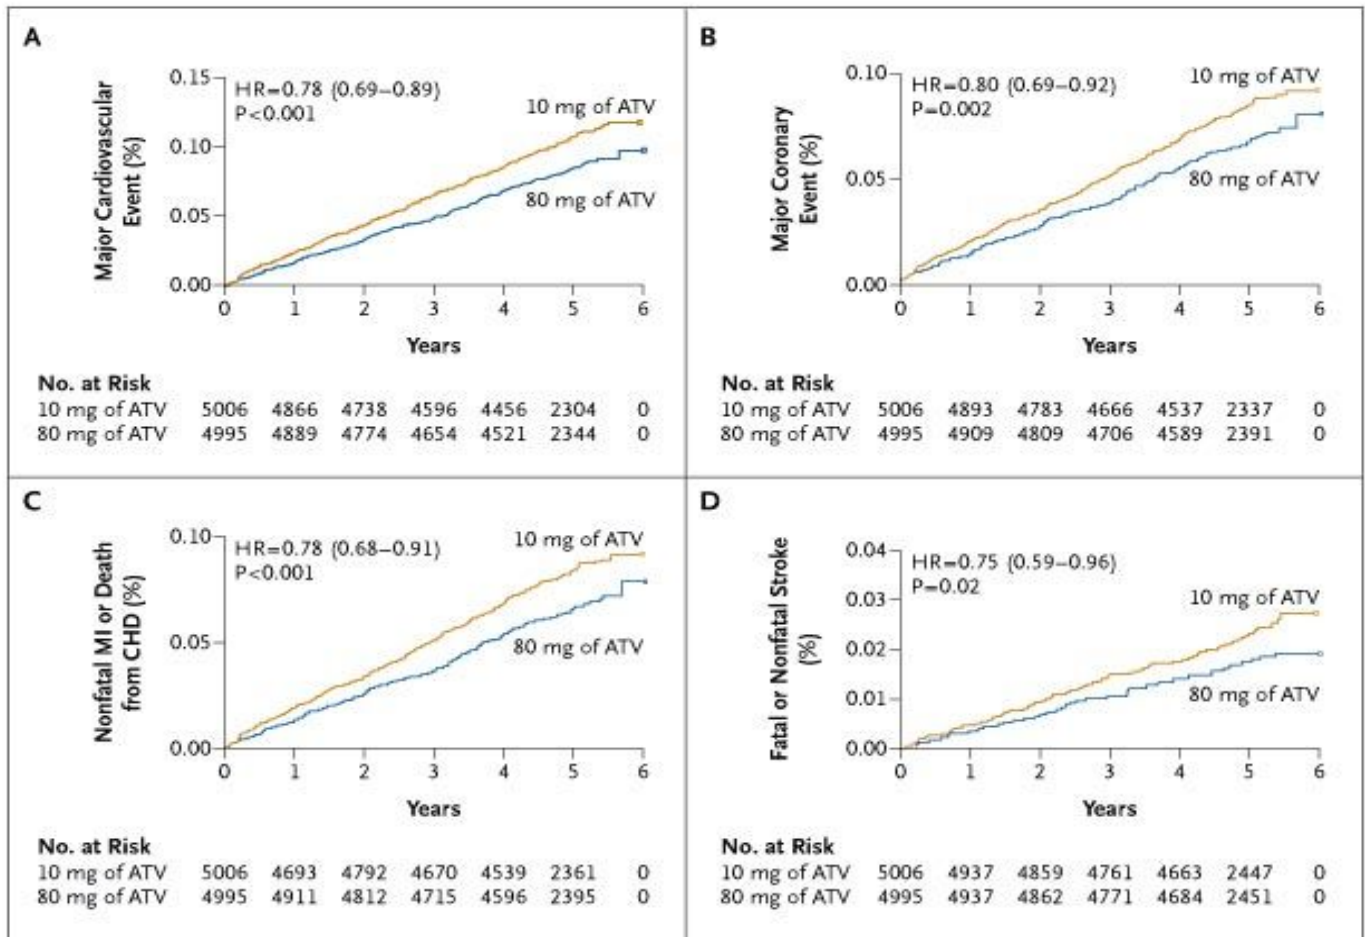 A
Major Cardiovascular
Event (%)
0.15
0.10
0.05
0.00
HR=0.78 (0.69–0.89)
P<0.001
10 mg of ATV
80 mg of ATV
0 1 2 3 4 5 6
Years
No. at Risk
10 mg of ATV 5006 4866 4738 4596 4456 2304 0
80 mg of ATV 4995 4889 4774 4654 4521 2344 0
B
Major Coronary
Event (%)
0.10
0.05
0.00
HR=0.80 (0.69–0.92)
P=0.002
10 mg of ATV
80 mg of ATV
0 1 2 3 4 5 6
Years
No. at Risk
10 mg of ATV 5006 4893 4783 4666 4537 2337 0
80 mg of ATV 4995 4909 4809 4706 4589 2391 0
C
Nonfatal MI or Death
from CHD (%)
0.10
0.05
0.00
HR=0.78 (0.68–0.91)
P<0.001
10 mg of ATV
80 mg of ATV
0 1 2 3 4 5 6
Years
No. at Risk
10 mg of ATV 5006 4693 4792 4670 4539 2361 0
80 mg of ATV 4995 4911 4812 4715 4596 2395 0
D
Fatal or Nonfatal Stroke
(%)
0.04
0.03
0.02
0.01
0.00
HR=0.75 (0.59–0.96)
P=0.02
10 mg of ATV
80 mg of ATV
0 1 2 3 4 5 6
Years
No. at Risk
10 mg of ATV 5006 4937 4859 4761 4663 2447 0
80 mg of ATV 4995 4937 4862 4771 4684 2451 0